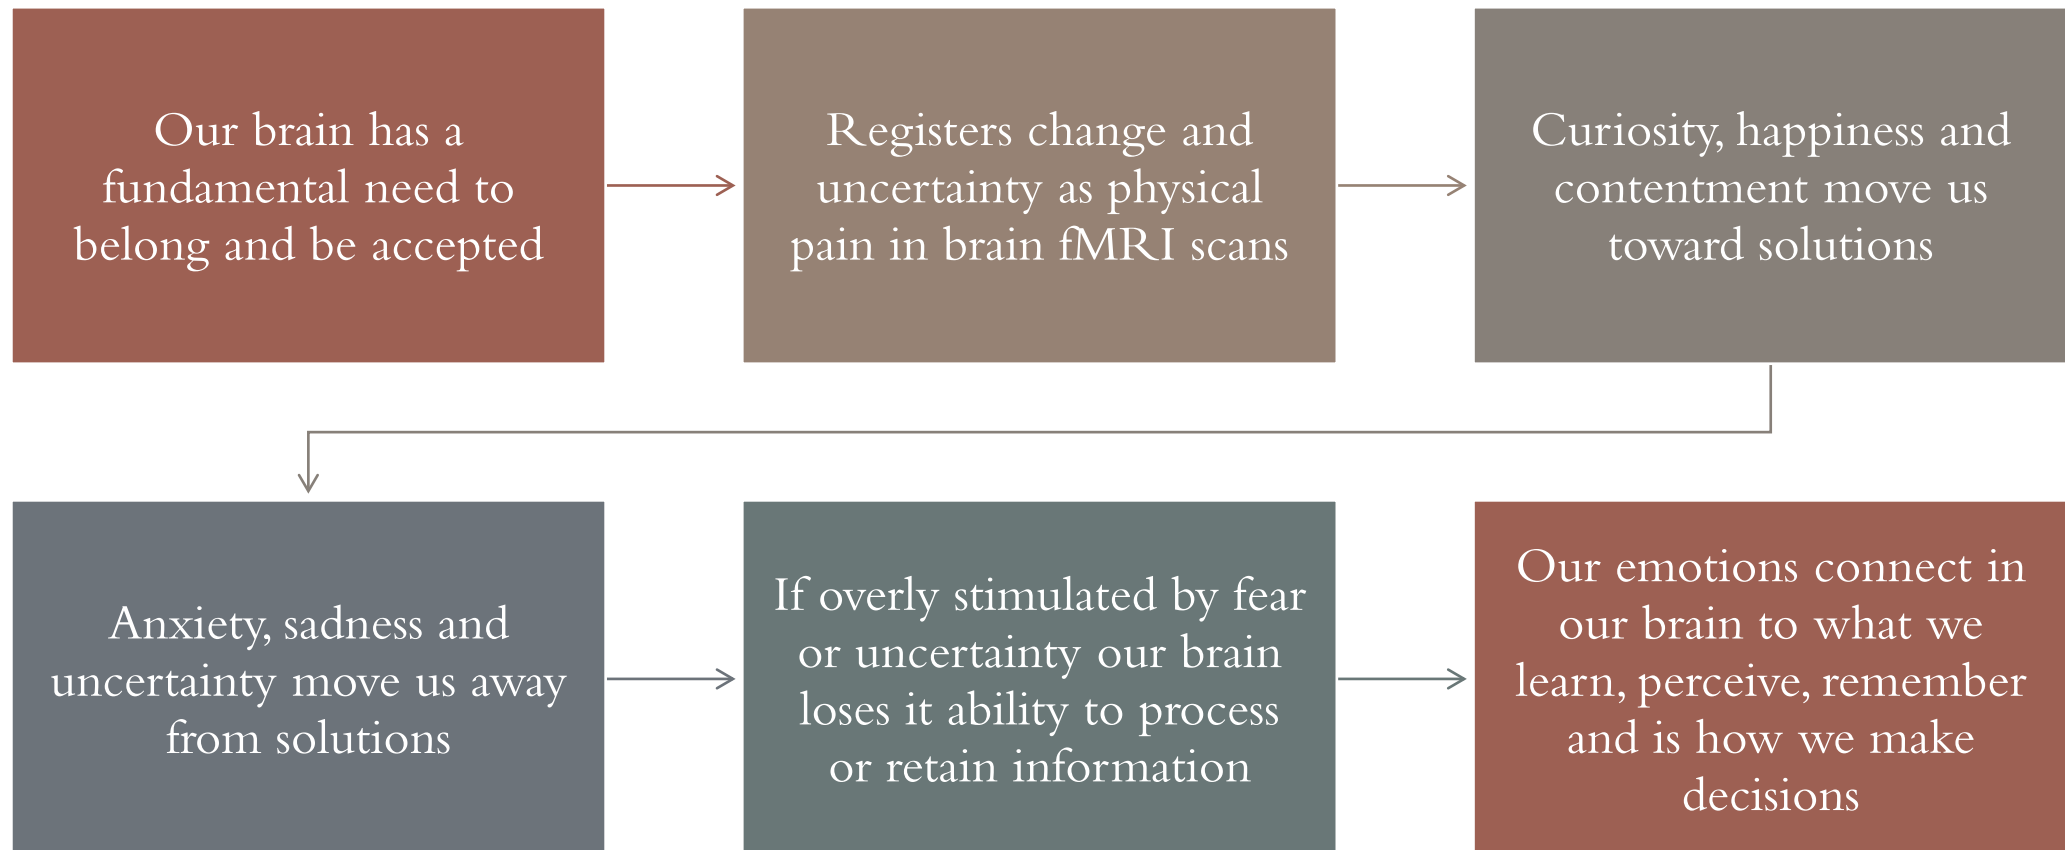 Our brain has a
fundamental need to
belong and be accepted
Registers change and
uncertainty as physical
pain in brain fMRI scans
Curiosity, happiness and
contentment move us
toward solutions
Anxiety, sadness and
uncertainty move us away
from solutions
If overly stimulated by fear
or uncertainty our brain
loses it ability to process
or retain information
Our emotions connect in
our brain to what we
learn, perceive, remember
and is how we make
decisions